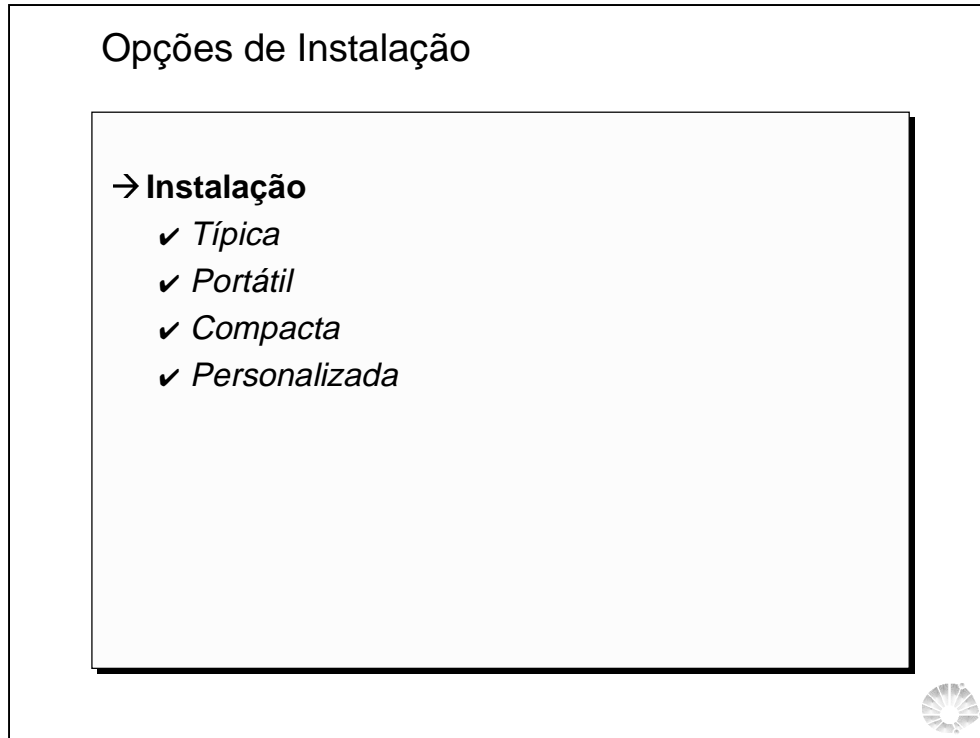 Opções de Instalação
→ Instalação
✔ Típica
✔ Portátil
✔ Compacta
✔ Personalizada